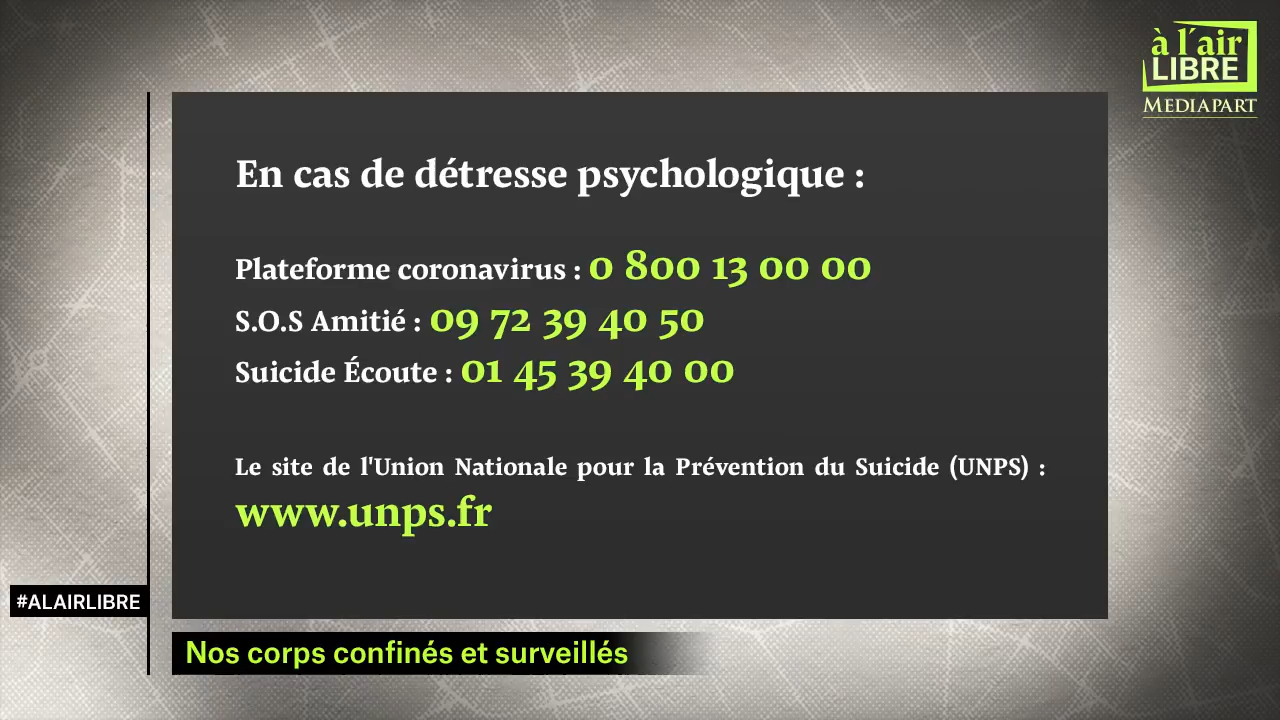 à l'air
LIBRE
MEDIAPART
En cas de détresse psychologique :
Plateforme coronavirus : 0 800 13 00 00
S.O.S Amitié : 09 72 39 40 50
Suicide Écoute : 01 45 39 40 00
Le site de l'Union Nationale pour la Prévention du Suicide (UNPS) :
www.unps.fr
#ALAIRLIBRE
Nos corps confinés et surveillés